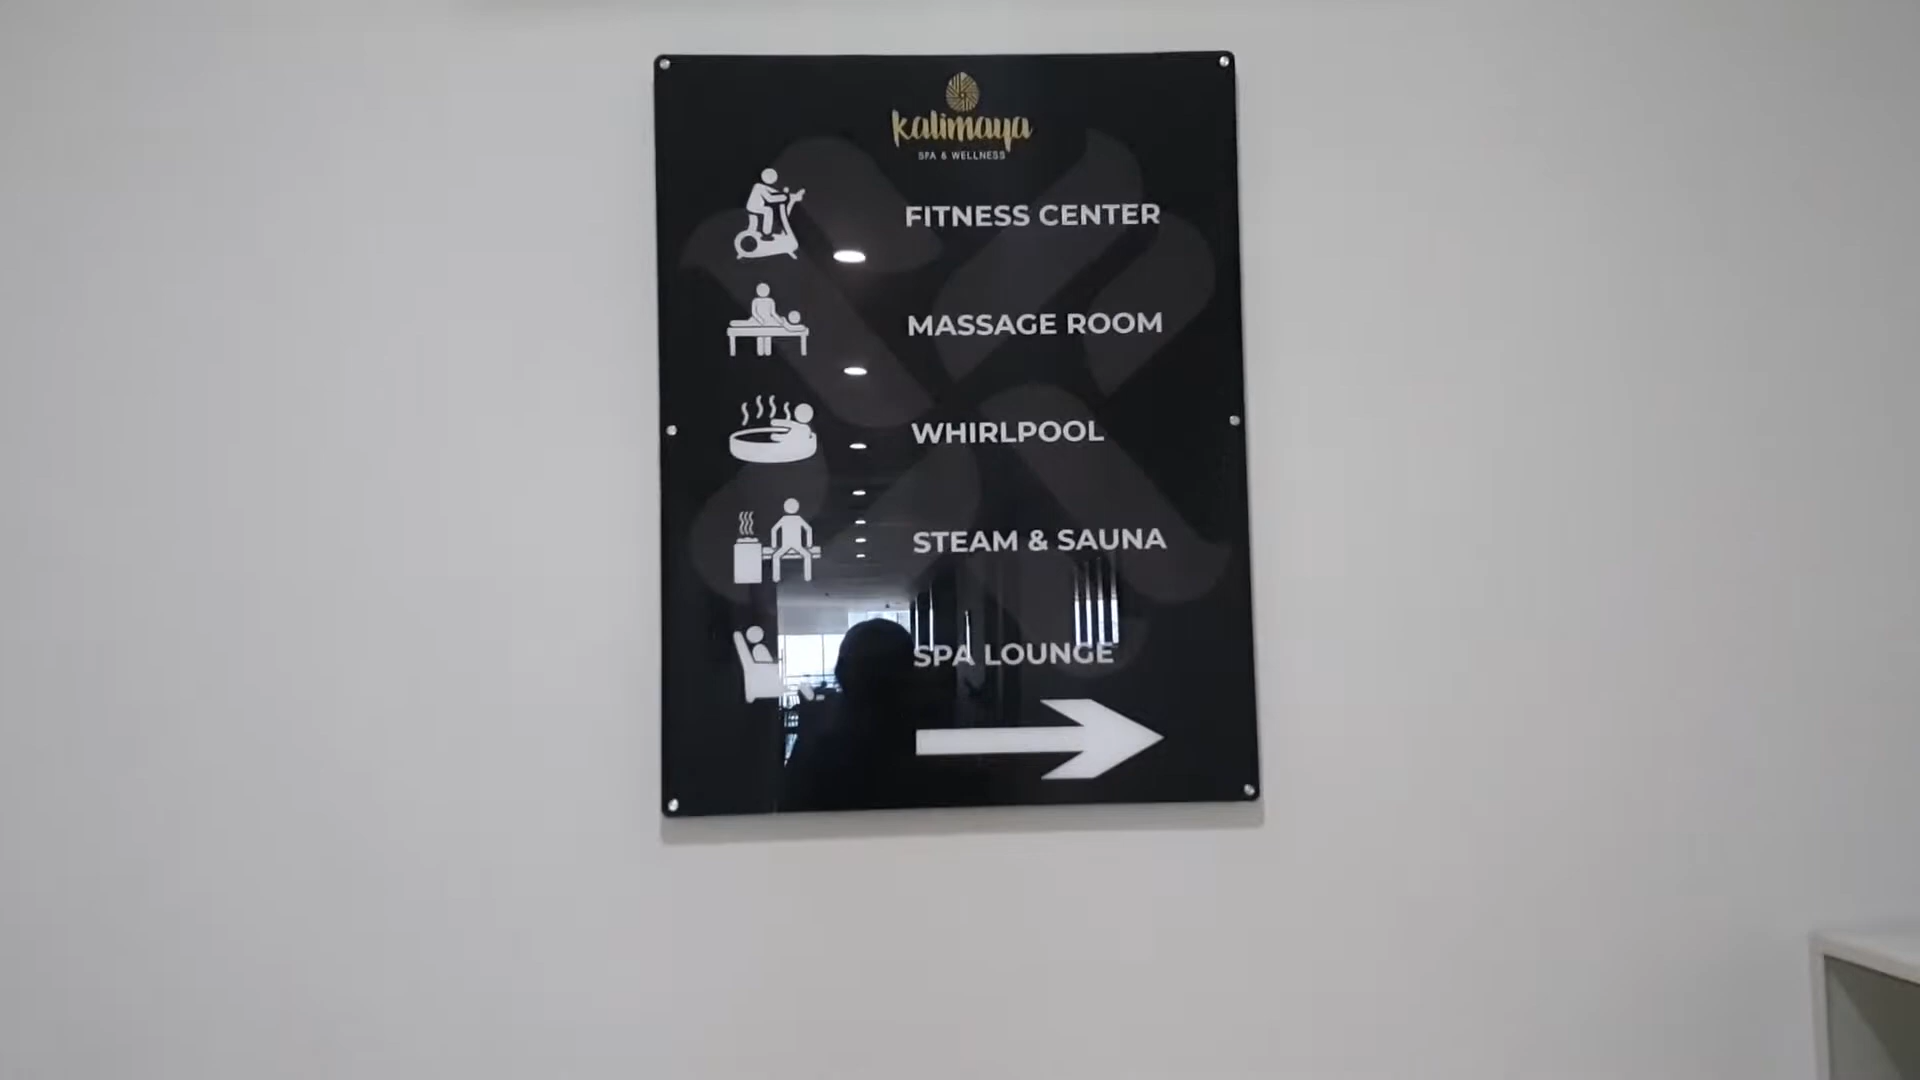 kalimaya
SPA & WELLNESS
FITNESS CENTER
MASSAGE ROOM
WHIRLPOOL
STEAM & SAUNA
SPA LOUNGE